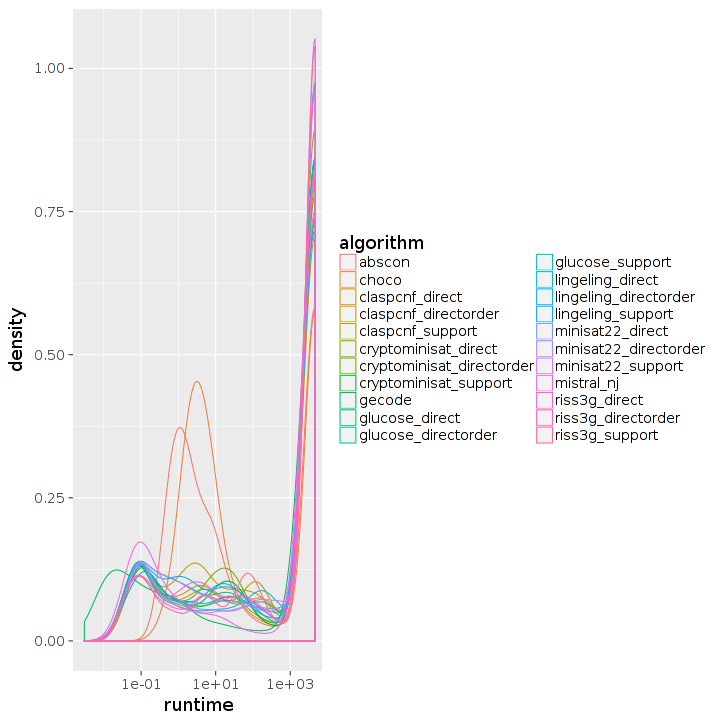 1.00
0.75
0.50
0.25
0.00
density
1e-01
1e+01
1e+03
runtime
algorithm
abscon
choco
claspcnf_direct
claspcnf_directorder
claspcnf_support
cryptominisat_direct
cryptominisat_directorder
cryptominisat_support
gecode
glucose_direct
glucose_directorder
glucose_support
lingeling_direct
lingeling_directorder
lingeling_support
minisat22_direct
minisat22_directorder
minisat22_support
mistral_nj
riss3g_direct
riss3g_directorder
riss3g_support